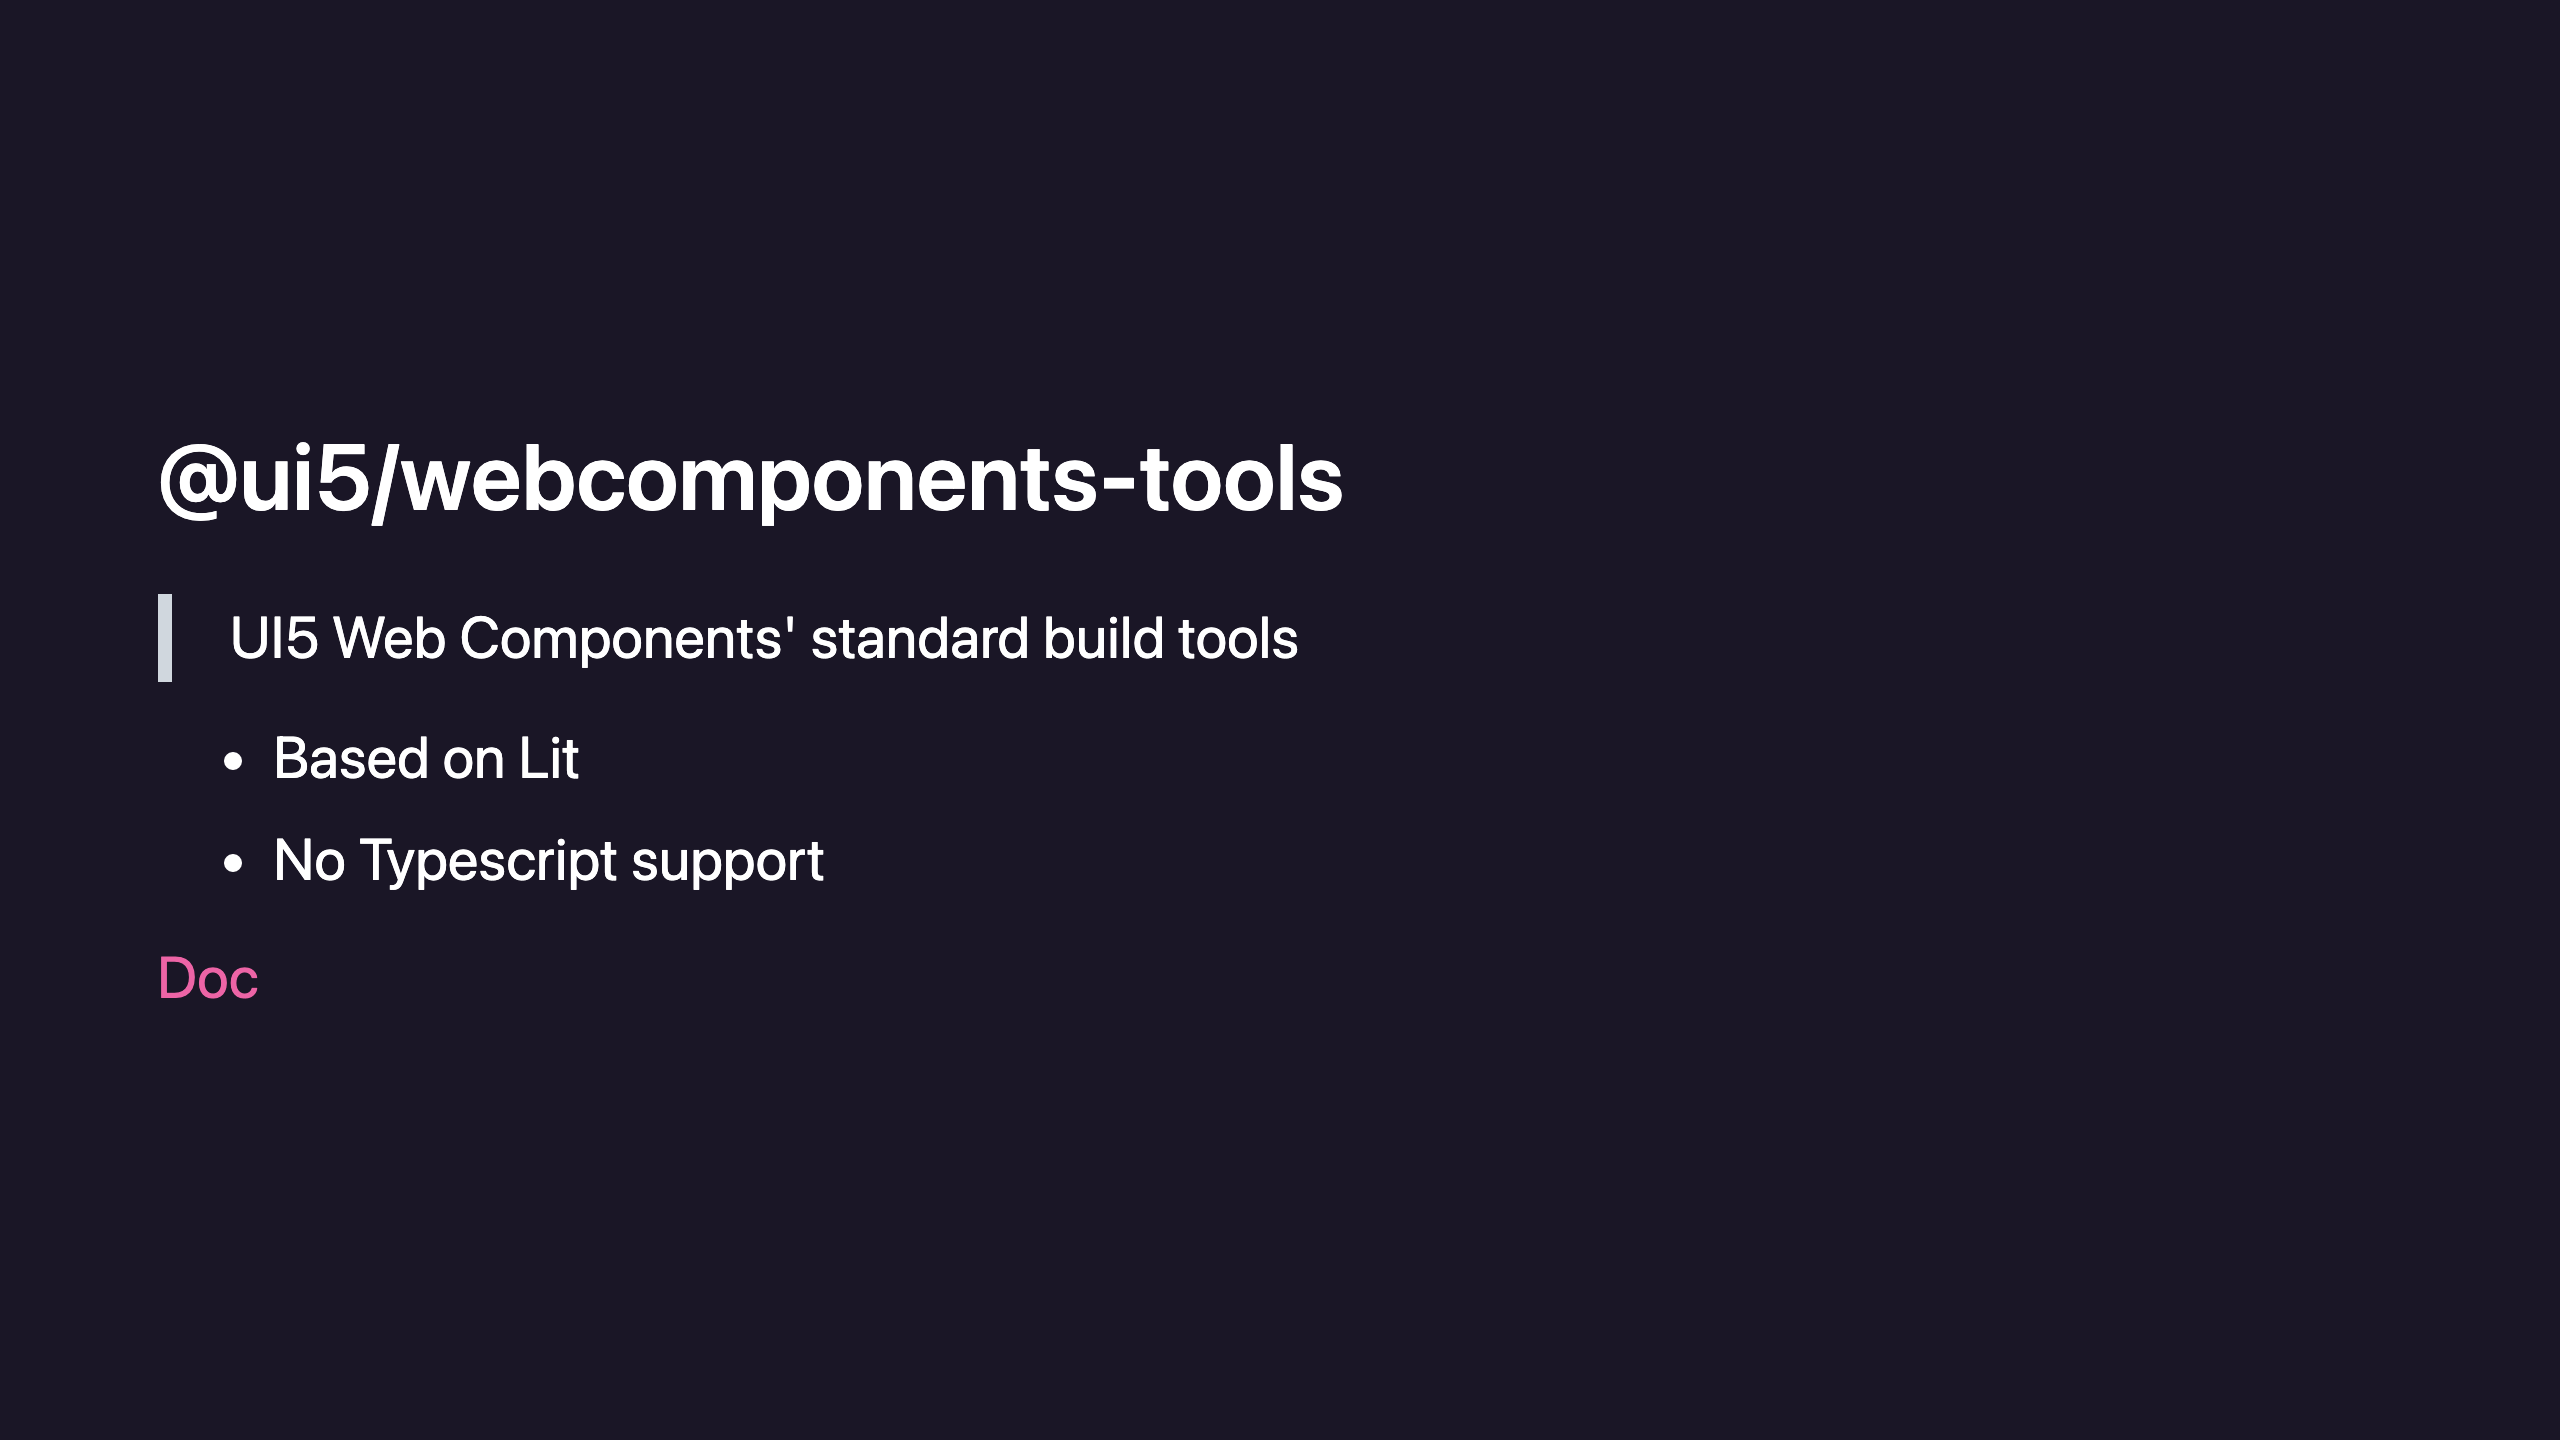 @ui5/webcomponents-tools
UI5 Web Components' standard build tools
• Based on Lit
• No Typescript support
Doc